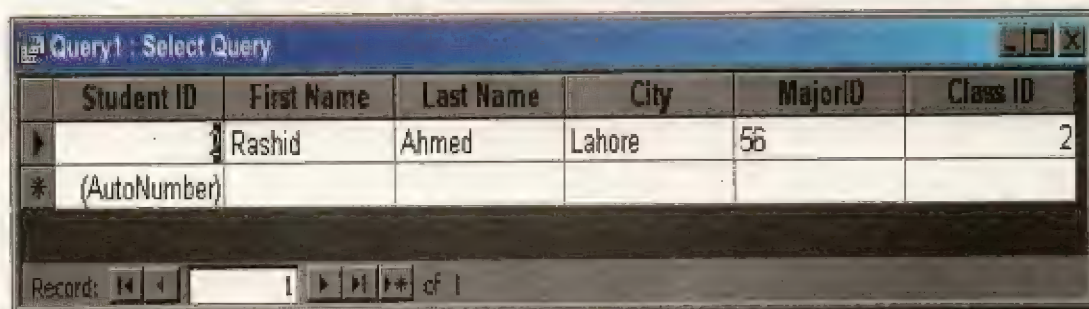 Query1 : Select Query
Student ID First Name Last Name City MajorID Class ID
2 Rashid Ahmed Lahore 56 2
(AutoNumber)
Record: 1 of 1